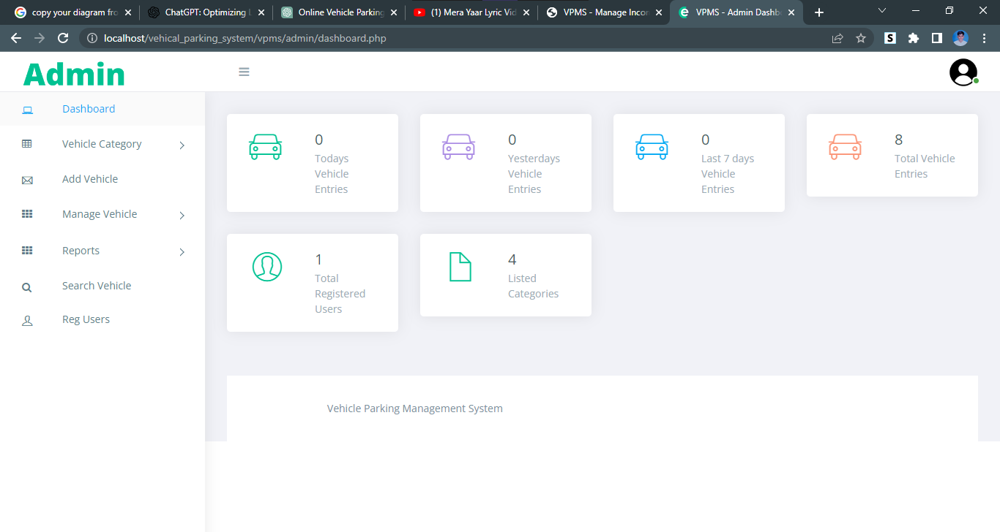 copy your diagram fro
ChatGPT: Optimizing L
Online Vehicle Parking
(1) Mera Yaar Lyric Vid
VPMS - Manage Incon
VPMS - Admin Dashb
localhost/vehical_parking_system/vpms/admin/dashboard.php
S
Admin
Dashboard
Vehicle Category
Add Vehicle
Manage Vehicle
Reports
Search Vehicle
Reg Users
0
Todays
Vehicle
Entries
0
Yesterdays
Vehicle
Entries
0
Last 7 days
Vehicle
Entries
8
Total Vehicle
Entries
1
Total
Registered
Users
4
Listed
Categories
Vehicle Parking Management System